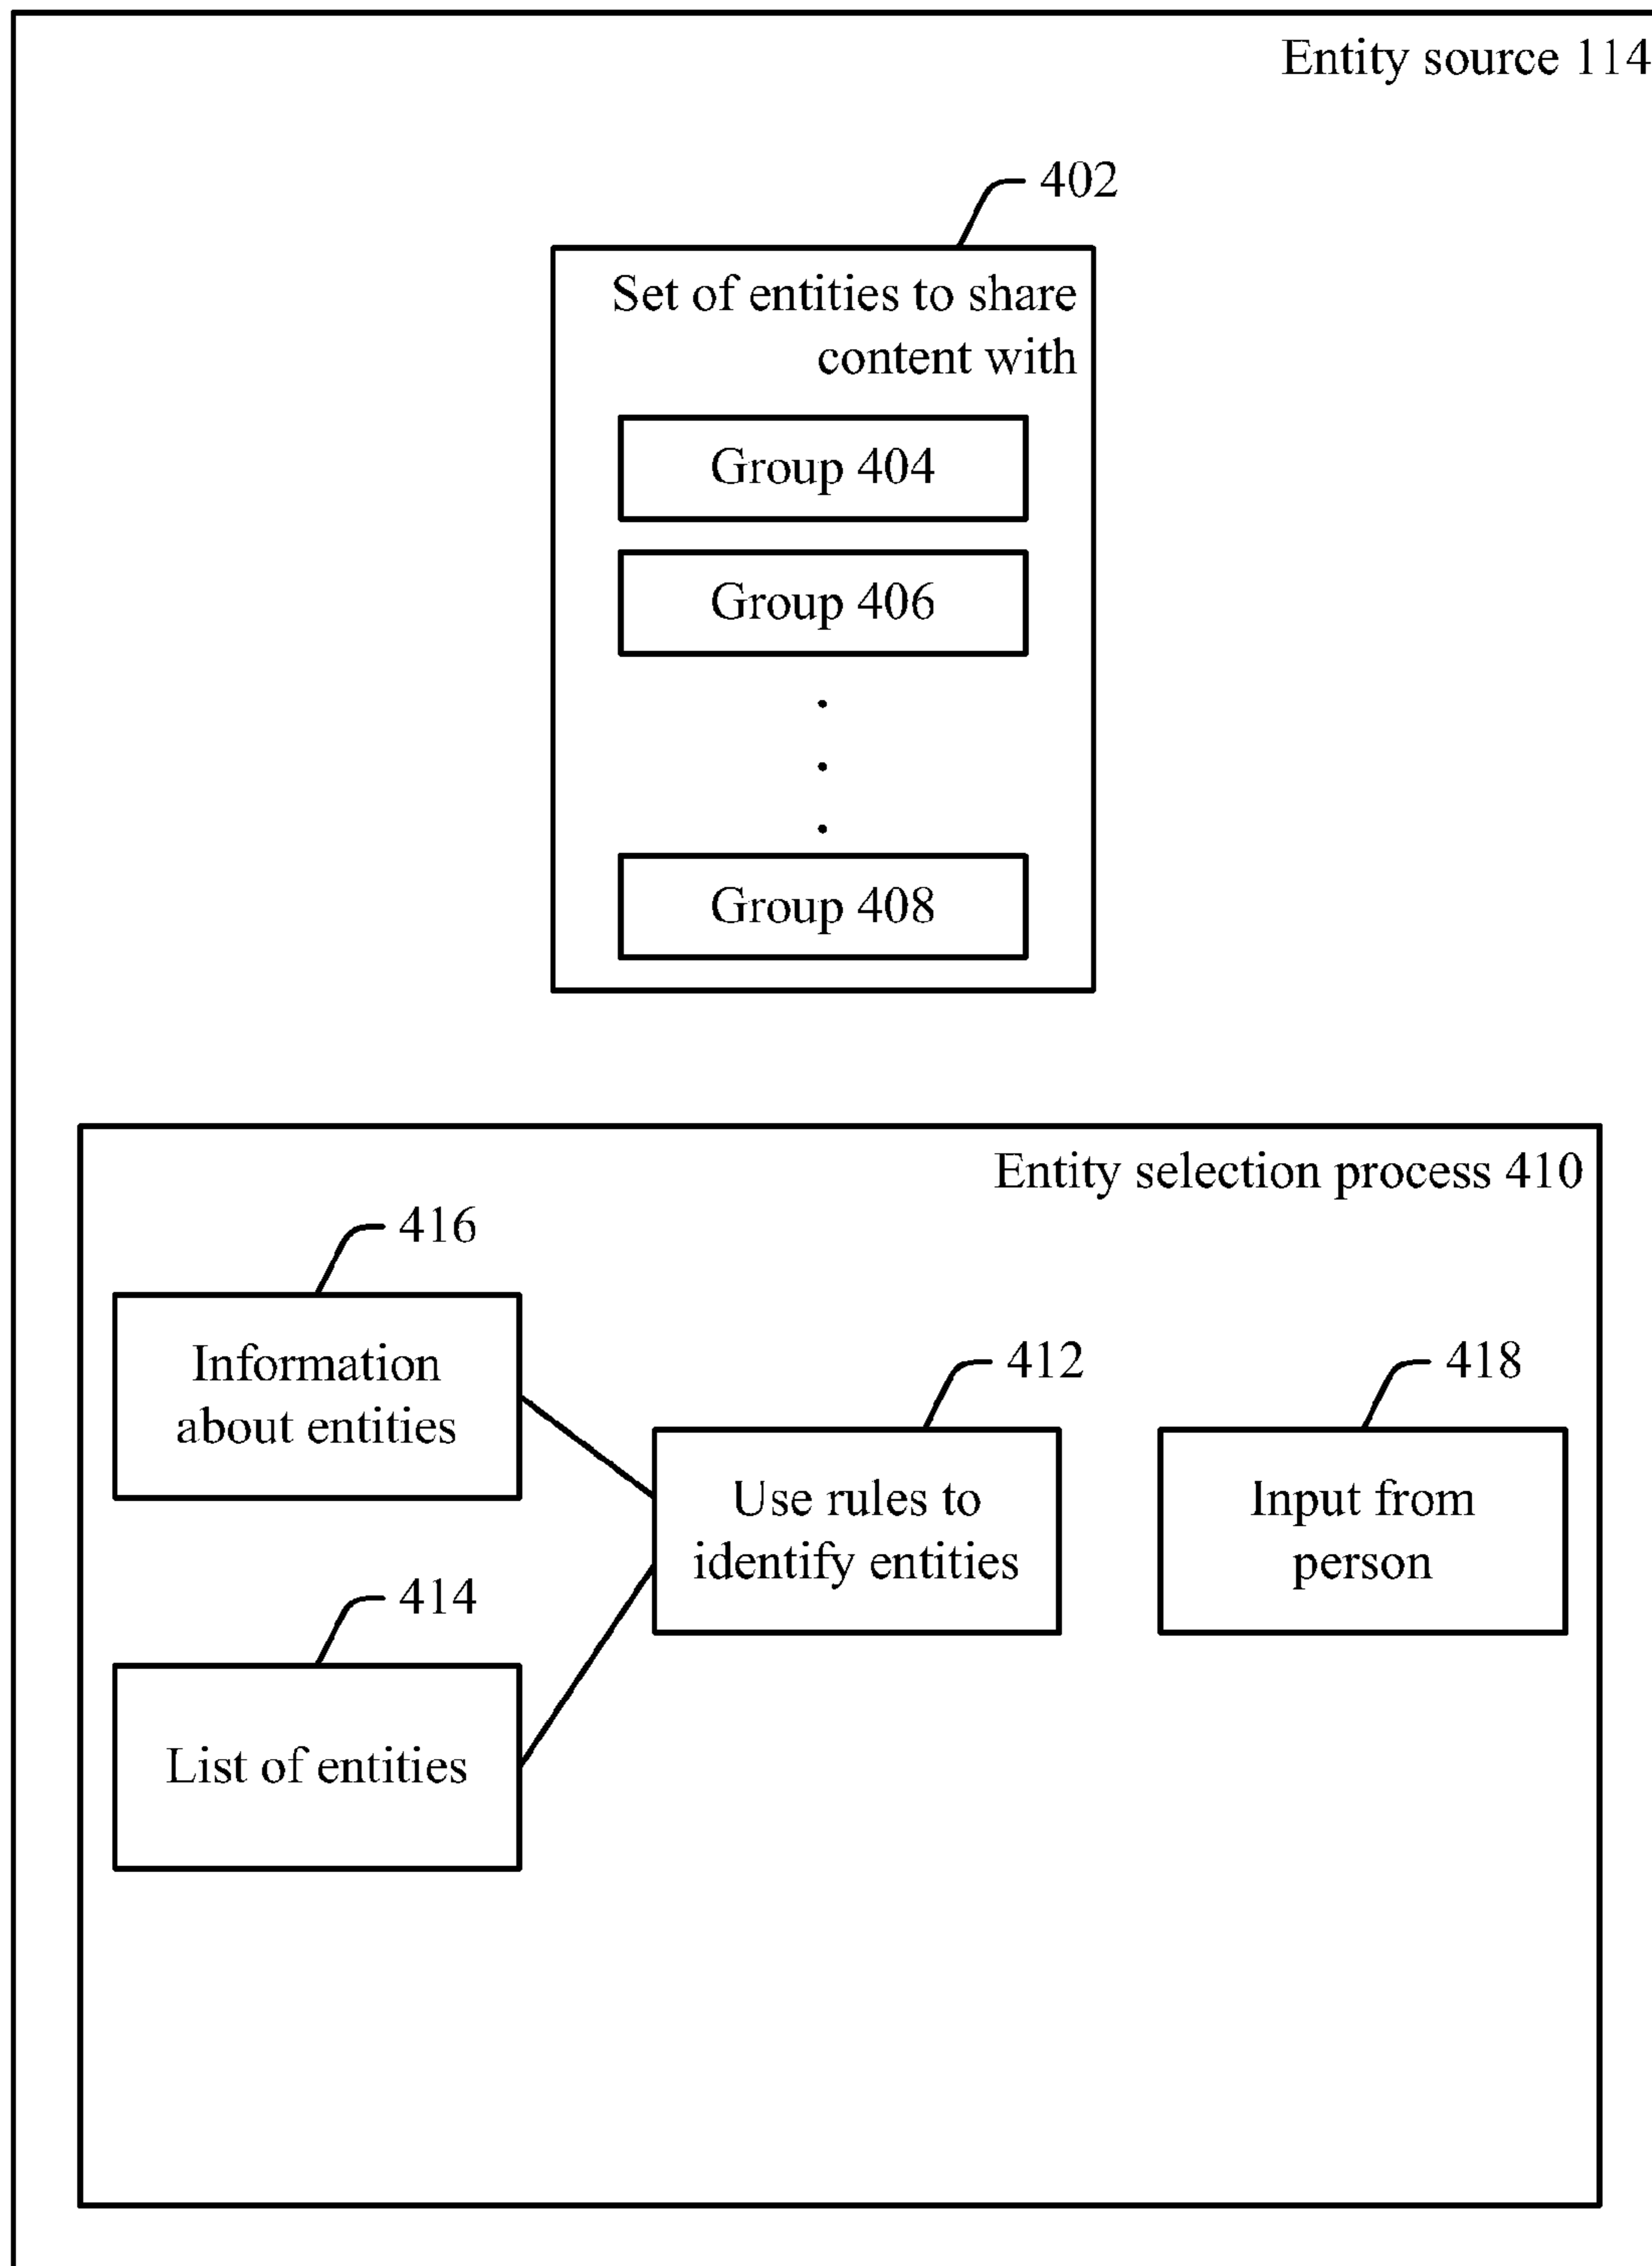 Entity source 114
402
Set of entities to share
content with
Group 404
Group 406
Group 408
Entity selection process 410
416
Information
about entities
412
Use rules to
identify entities
418
Input from
person
414
List of entities